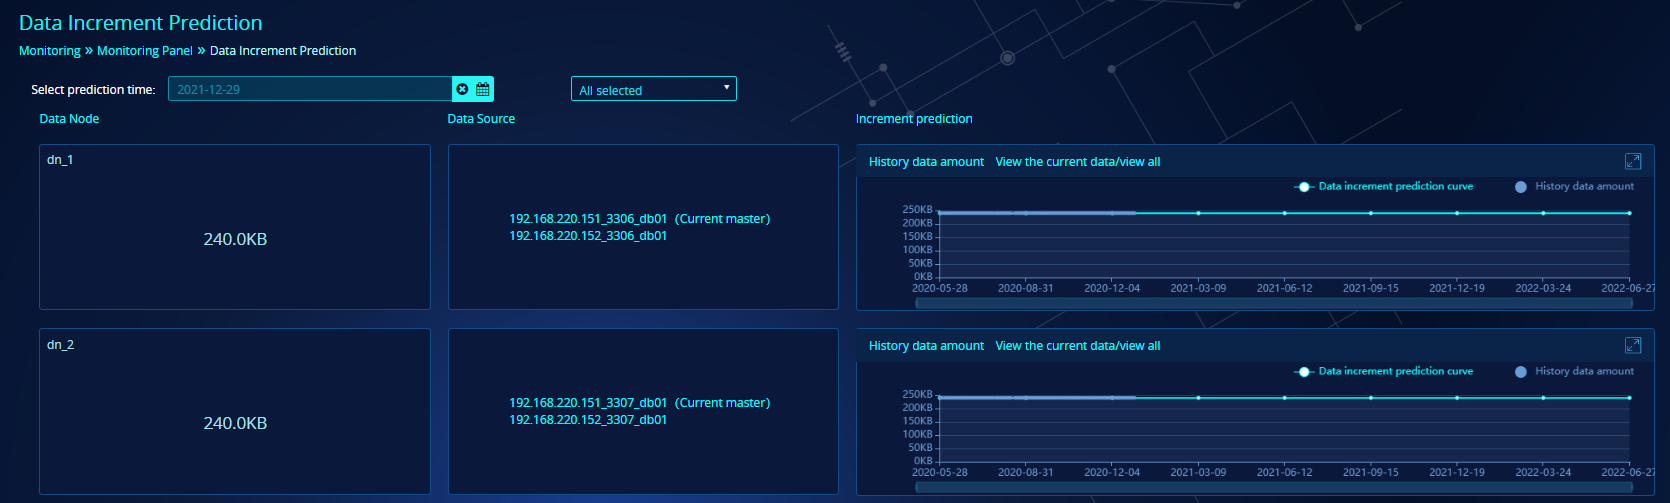 Data Increment Prediction
Monitoring » Monitoring Panel » Data Increment Prediction
Select prediction time: 2021-12-29 All selected
Data Node Data Source Increment prediction
dn_1
240.0KB
192.168.220.151_3306_db01 (Current master)
192.168.220.152_3306_db01
History data amount View the current data/view all
Data increment prediction curve History data amount
250KB
200KB
150KB
100KB
50KB
0KB
2020-05-28 2020-08-31 2020-12-04 2021-03-09 2021-06-12 2021-09-15 2021-12-19 2022-03-24 2022-06-27
dn_2
240.0KB
192.168.220.151_3307_db01 (Current master)
192.168.220.152_3307_db01
History data amount View the current data/view all
Data increment prediction curve History data amount
250KB
200KB
150KB
100KB
50KB
0KB
2020-05-28 2020-08-31 2020-12-04 2021-03-09 2021-06-12 2021-09-15 2021-12-19 2022-03-24 2022-06-27